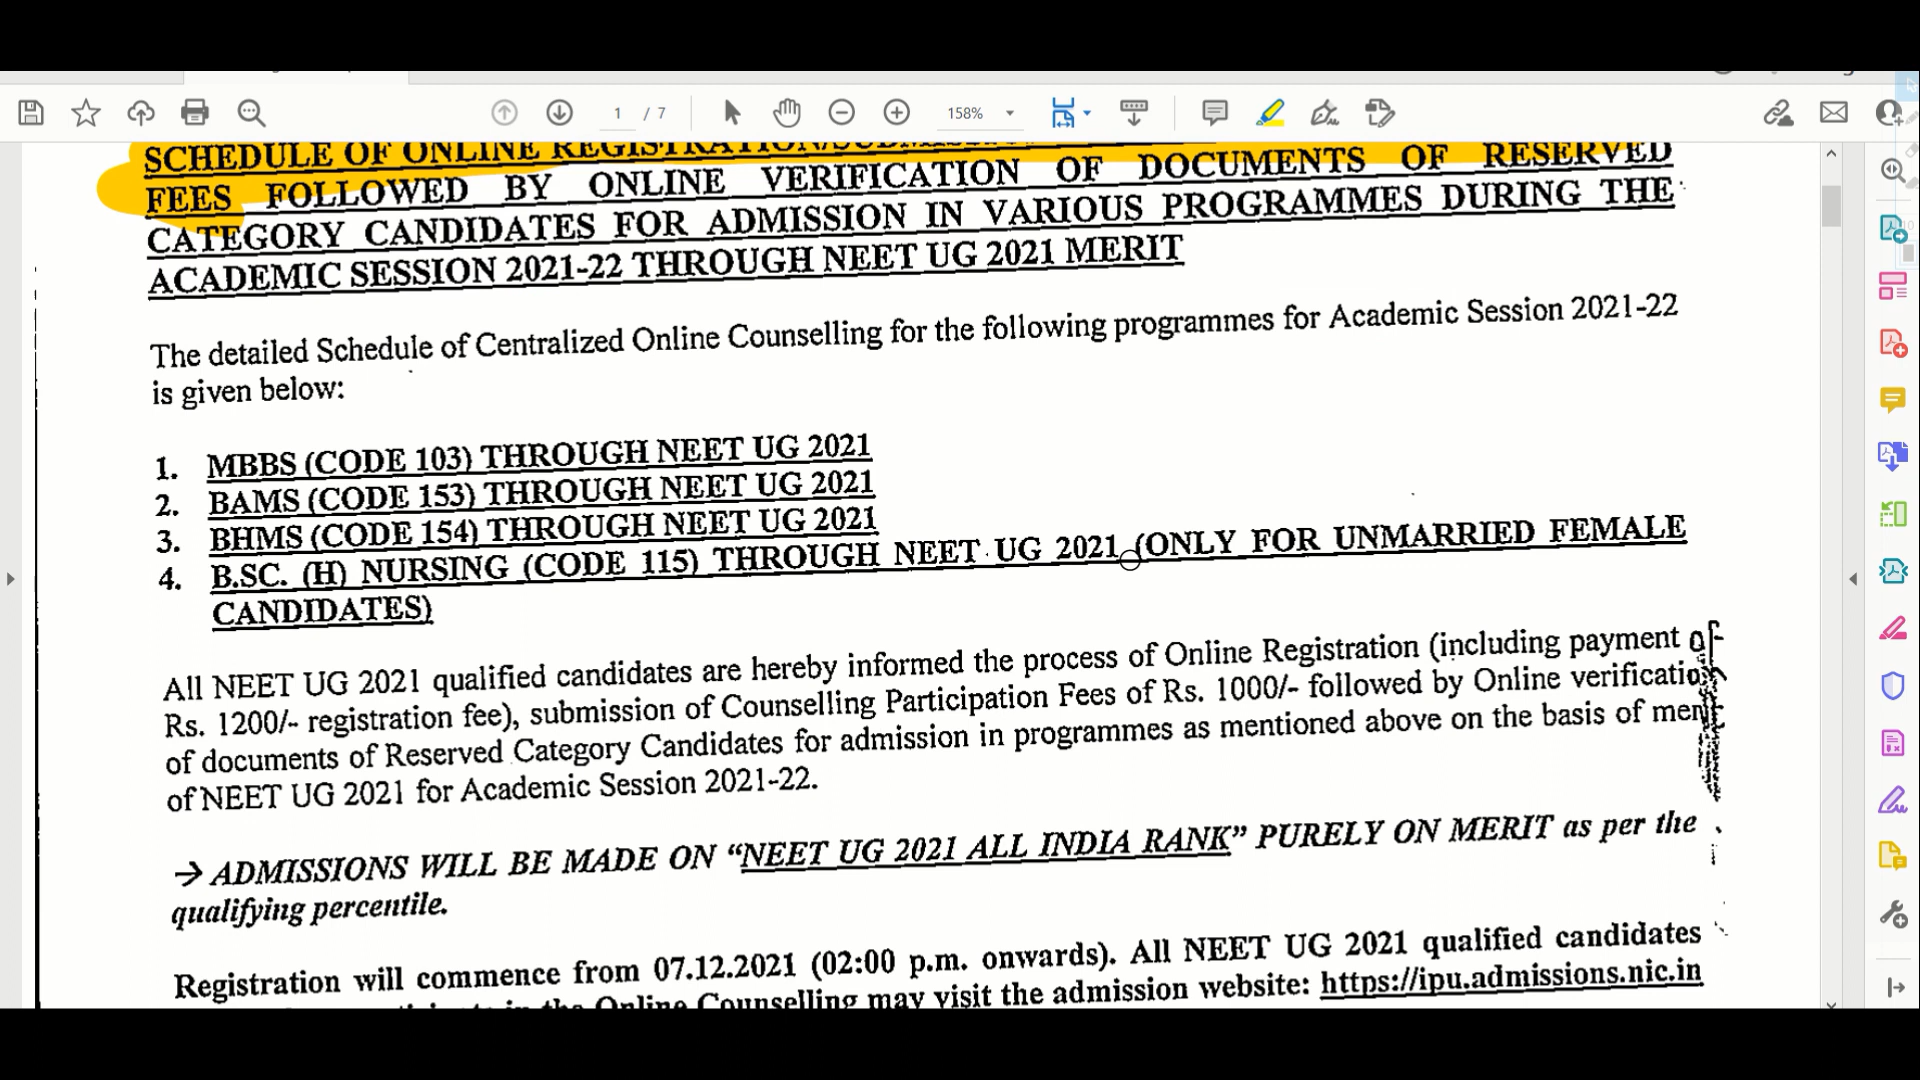 1 / 7
158%
SCHEDULE OF ONLINE REGISTRATION/
FEES FOLLOWED BY ONLINE VERIFICATION OF DOCUMENTS OF RESERVED
CATEGORY CANDIDATES FOR ADMISSION IN VARIOUS PROGRAMMES DURING THE
ACADEMIC SESSION 2021-22 THROUGH NEET UG 2021 MERIT
The detailed Schedule of Centralized Online Counselling for the following programmes for Academic Session 2021-22
is given below:
1. MBBS (CODE 103) THROUGH NEET UG 2021
2. BAMS (CODE 153) THROUGH NEET UG 2021
3. BHMS (CODE 154) THROUGH NEET UG 2021
4. B.SC. (H) NURSING (CODE 115) THROUGH NEET UG 2021 (ONLY FOR UNMARRIED FEMALE
CANDIDATES)
All NEET UG 2021 qualified candidates are hereby informed the process of Online Registration (including payment of
Rs. 1200/- registration fee), submission of Counselling Participation Fees of Rs. 1000/- followed by Online verification
of documents of Reserved Category Candidates for admission in programmes as mentioned above on the basis of merit
of NEET UG 2021 for Academic Session 2021-22.
→ ADMISSIONS WILL BE MADE ON “NEET UG 2021 ALL INDIA RANK” PURELY ON MERIT as per the
qualifying percentile.
Registration will commence from 07.12.2021 (02:00 p.m. onwards). All NEET UG 2021 qualified candidates
in the Online Counselling may visit the admission website: https://ipu.admissions.nic.in